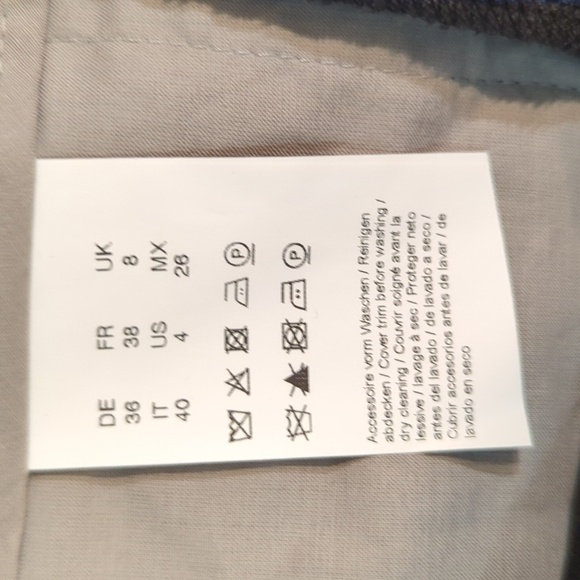 DE FR UK
36 38 8
IT US MX
40 4 26
P
P
Accessoire vorm Waschen / Reinigen
abdecken / Cover trim before washing /
dry cleaning / Couvrir soigné avant la
lessive / lavage à sec / Proteger neto
antes del lavado / de lavado a seco /
Cubrir accesorios antes de lavar / de
lavado en seco